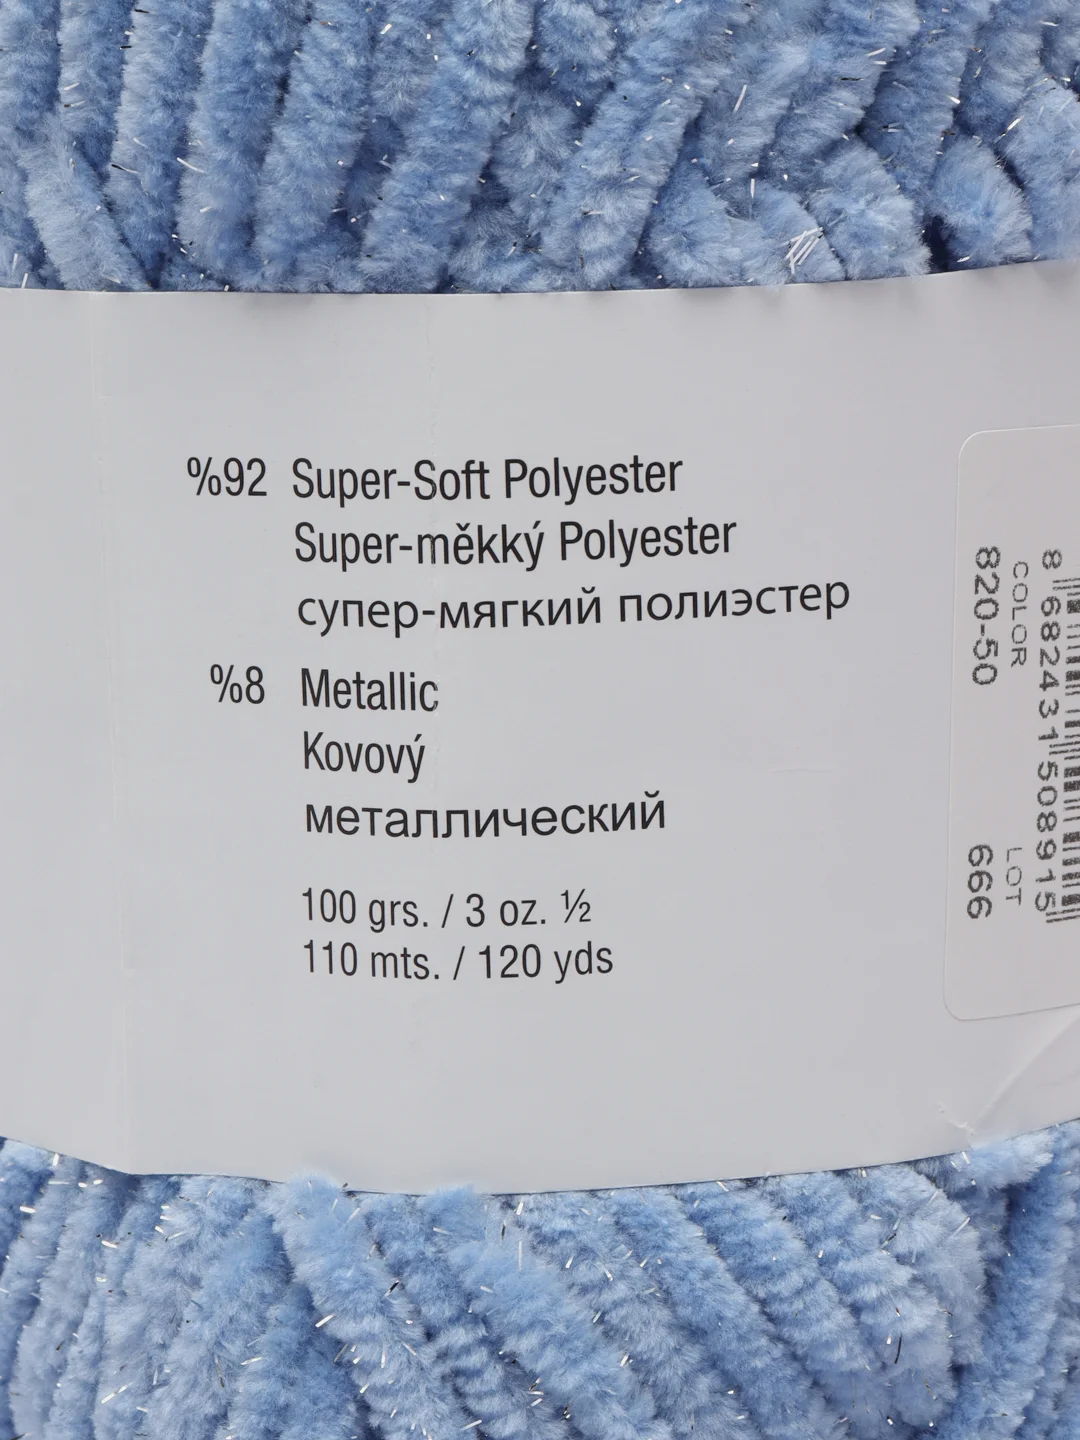 %92 Super-Soft Polyester
Super-měkký Polyester
супер-мягкий полиэстер
%8 Metallic
Kovový
металлический
100 grs. / 3 oz. ½
110 mts. / 120 yds
8 682431 508915
COLOR LOT
820-50 666